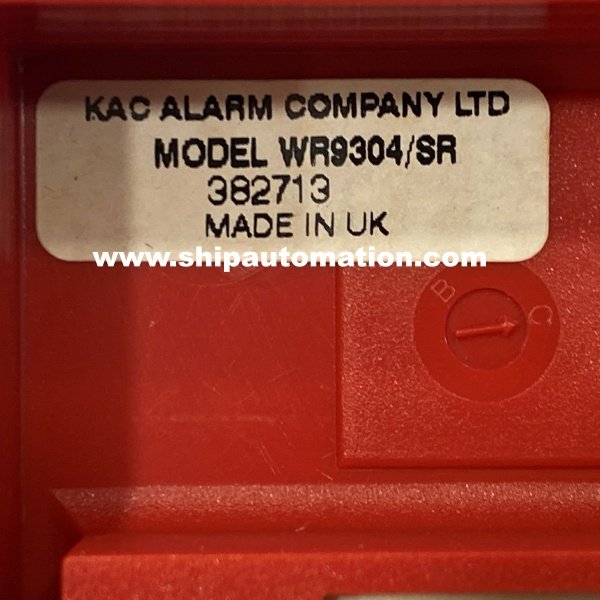 KAC ALARM COMPANY LTD
MODEL WR9304/SR
382713
MADE IN UK
www.shipautomation.com
B
C